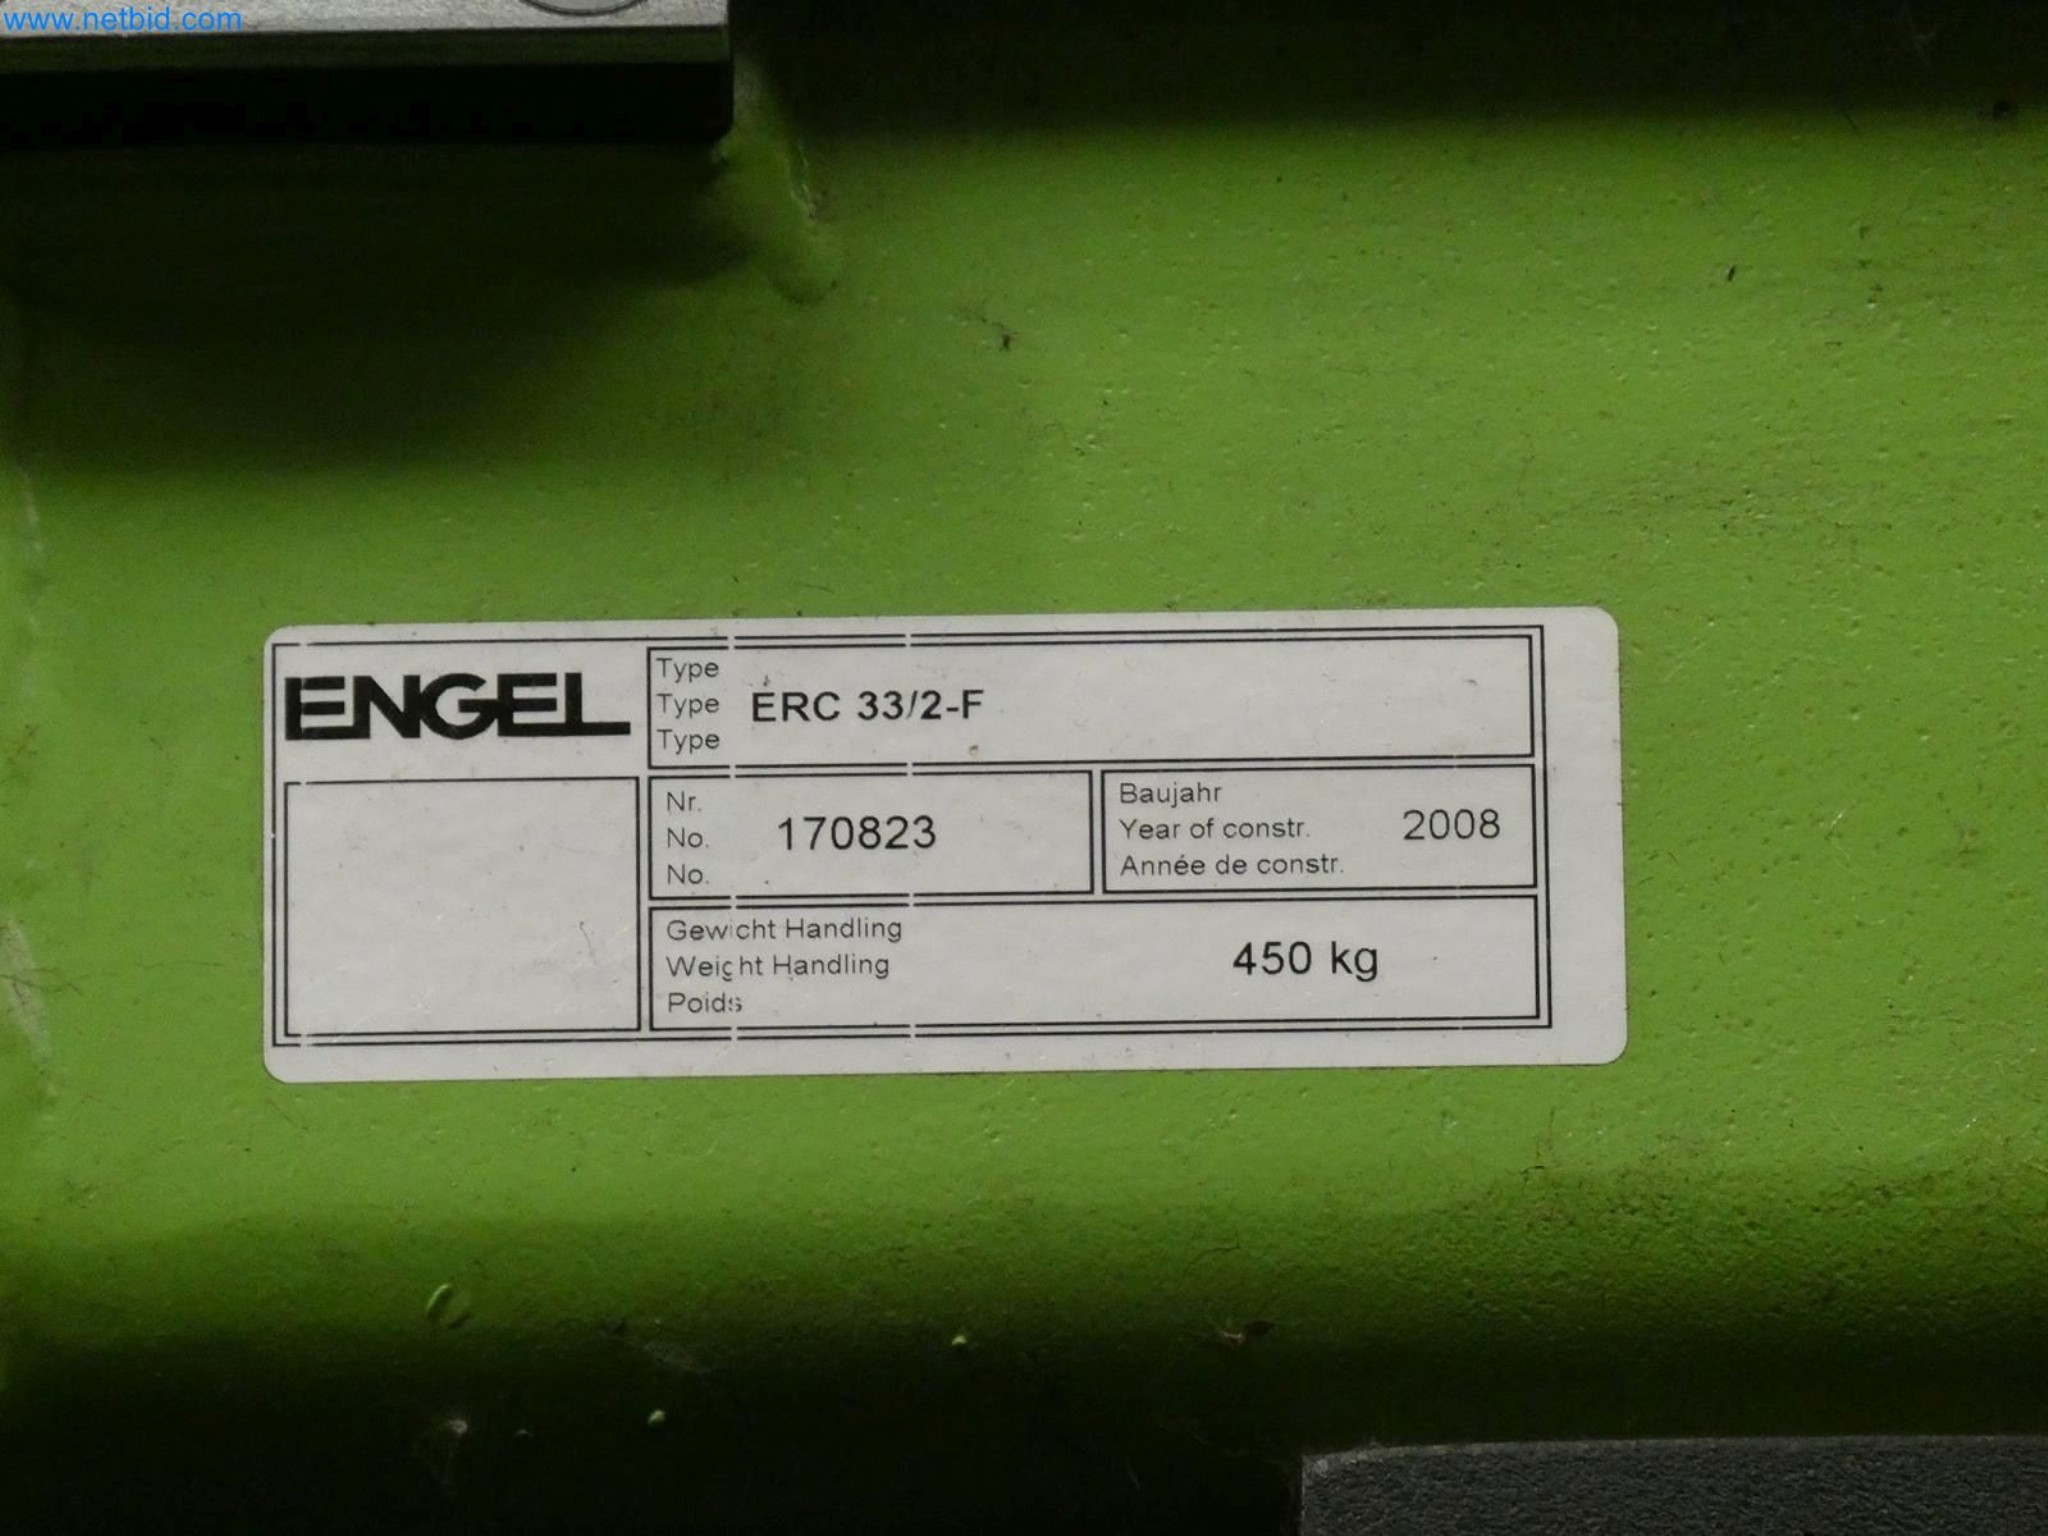 www.netbid.com
ENGEL
Type
Type ERC 33/2-F
Type
Nr.
No. 170823
No.
Baujahr
Year of constr. 2008
Année de constr.
Gewicht Handling
Weight Handling 450 kg
Poids